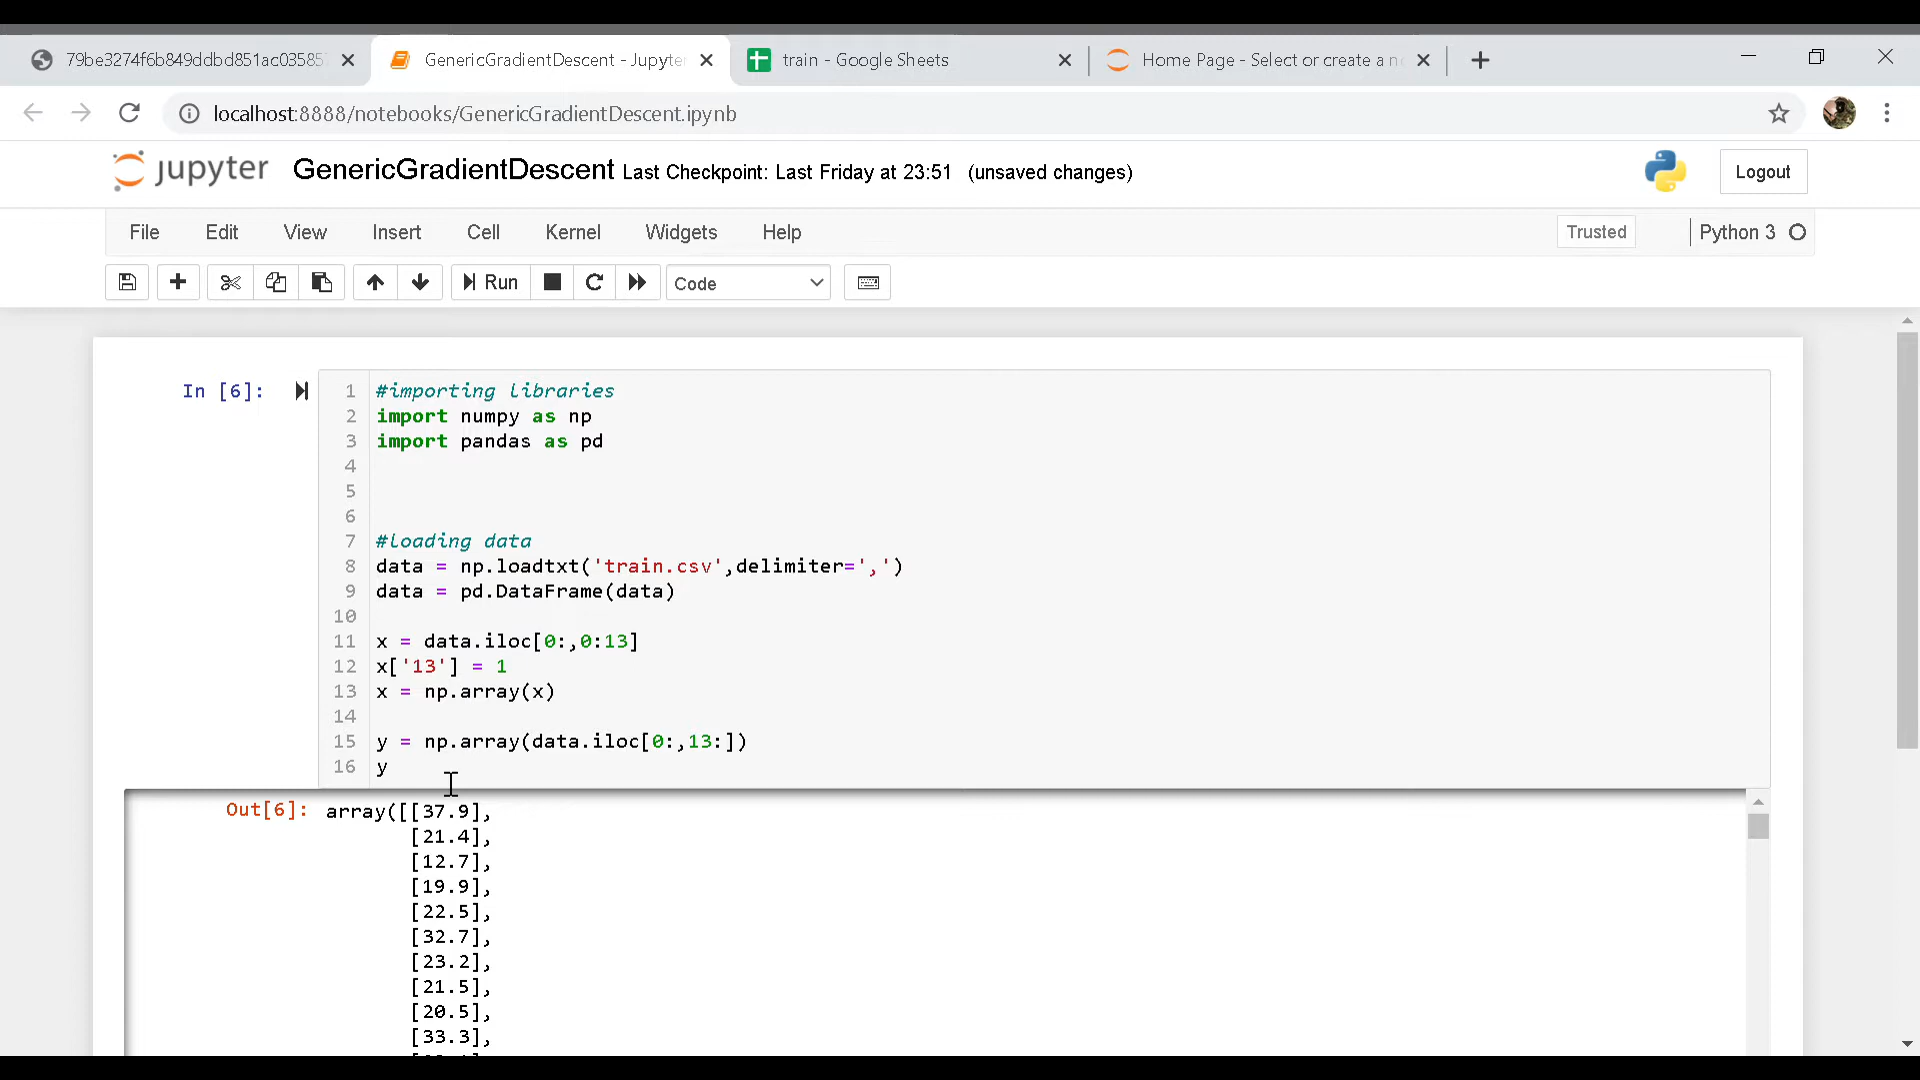 79be3274f6b849ddbd851ac03585
GenericGradientDescent - Jupyte
train - Google Sheets
Home Page - Select or create a n
localhost:8888/notebooks/GenericGradientDescent.ipynb
jupyter GenericGradientDescent Last Checkpoint: Last Friday at 23:51 (unsaved changes)
Logout
File Edit View Insert Cell Kernel Widgets Help
Trusted
Python 3
Run
Code
In [6]:
1 #importing libraries
2 import numpy as np
3 import pandas as pd
4
5
6
7 #loading data
8 data = np.loadtxt('train.csv',delimiter=',')
9 data = pd.DataFrame(data)
10
11 x = data.iloc[0:,0:13]
12 x['13'] = 1
13 x = np.array(x)
14
15 y = np.array(data.iloc[0:,13:])
16 y
Out[6]: array([[37.9],
[21.4],
[12.7],
[19.9],
[22.5],
[32.7],
[23.2],
[21.5],
[20.5],
[33.3],